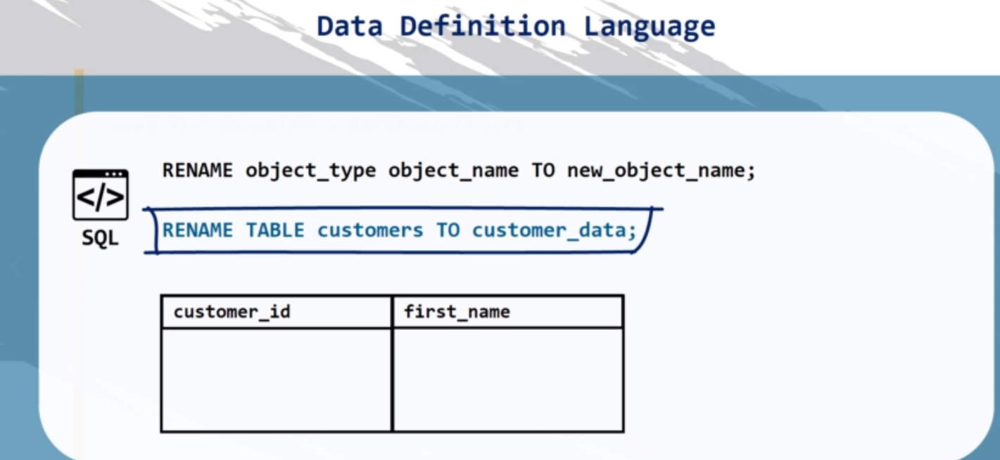 Data Definition Language
used for deleting a database object
RENAME object_type object_name TO new_object_name;
</>
SQL
RENAME TABLE customers TO customer_data;
customer_id first_name